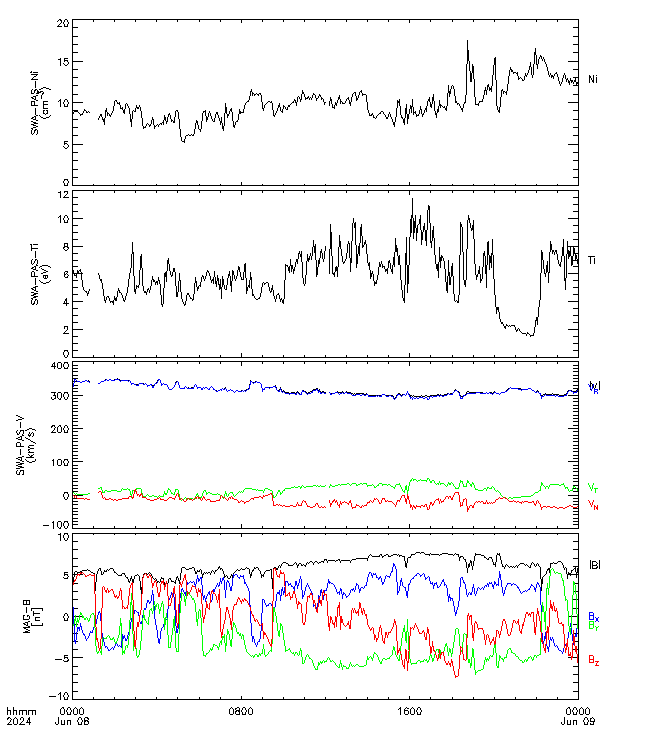 20
15
10
5
0
SWA-PAS-Ni
(cm⁻³)
Ni
12
10
8
6
4
2
0
SWA-PAS-Ti
(eV)
Ti
400
300
200
100
0
-100
SWA-PAS-V
(km/s)
|V|
V_R
V_T
V_N
10
5
0
-5
-10
MAG-B
[nT]
|B|
B_X
B_Y
B_Z
hhmm 0000 0800 1600 0000
2024 Jun 08 Jun 09